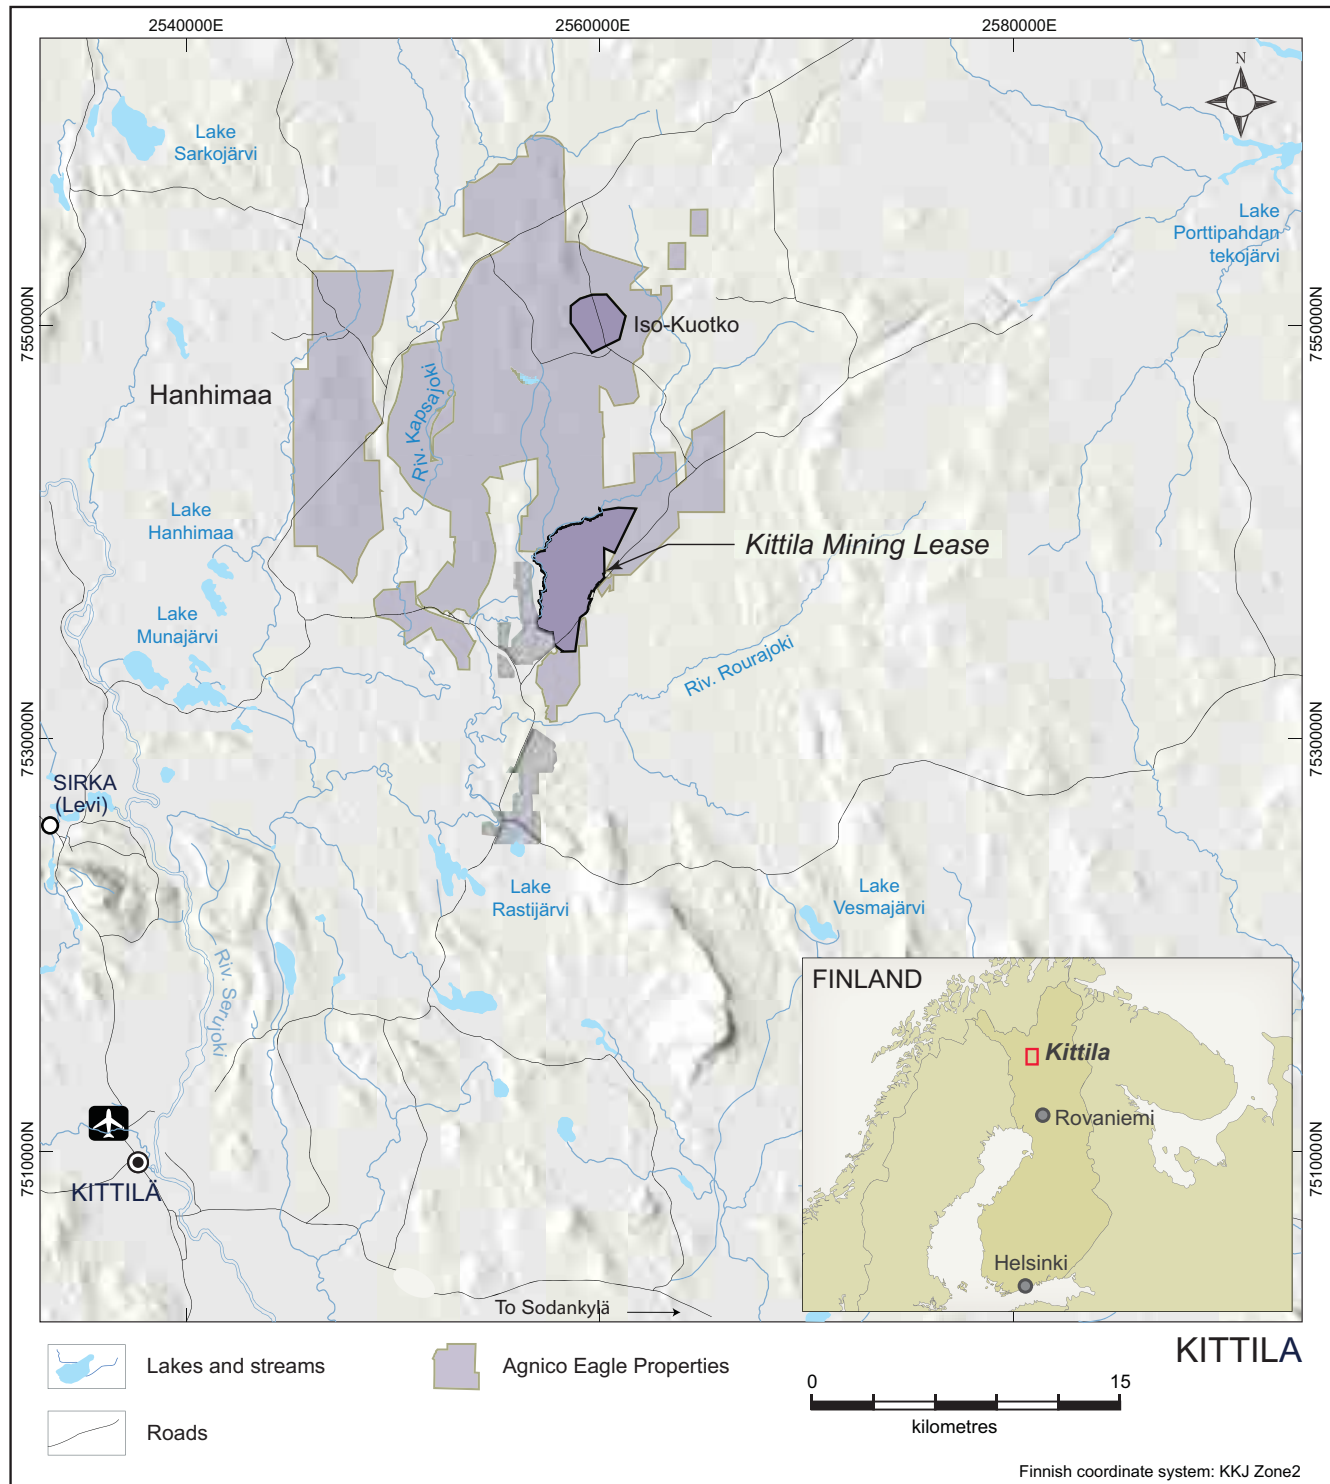 2540000E
2560000E
2580000E
N
Lake
Sarkojärvi
Lake
Porttipahdan
tekojärvi
7550000N
7550000N
Iso-Kuotko
Hanhimaa
Riv. Kapsajoki
Lake
Hanhimaa
Kittila Mining Lease
Lake
Munajärvi
Riv. Rourajoki
7530000N
7530000N
SIRKA
(Levi)
Lake
Rastijärvi
Lake
Vesmajärvi
Riv. Serujoki
FINLAND
Kittila
Rovaniemi
7510000N
7510000N
KITTILÄ
Helsinki
To Sodankylä
KITTILA
Lakes and streams
Agnico Eagle Properties
0
15
kilometres
Roads
Finnish coordinate system: KKJ Zone2